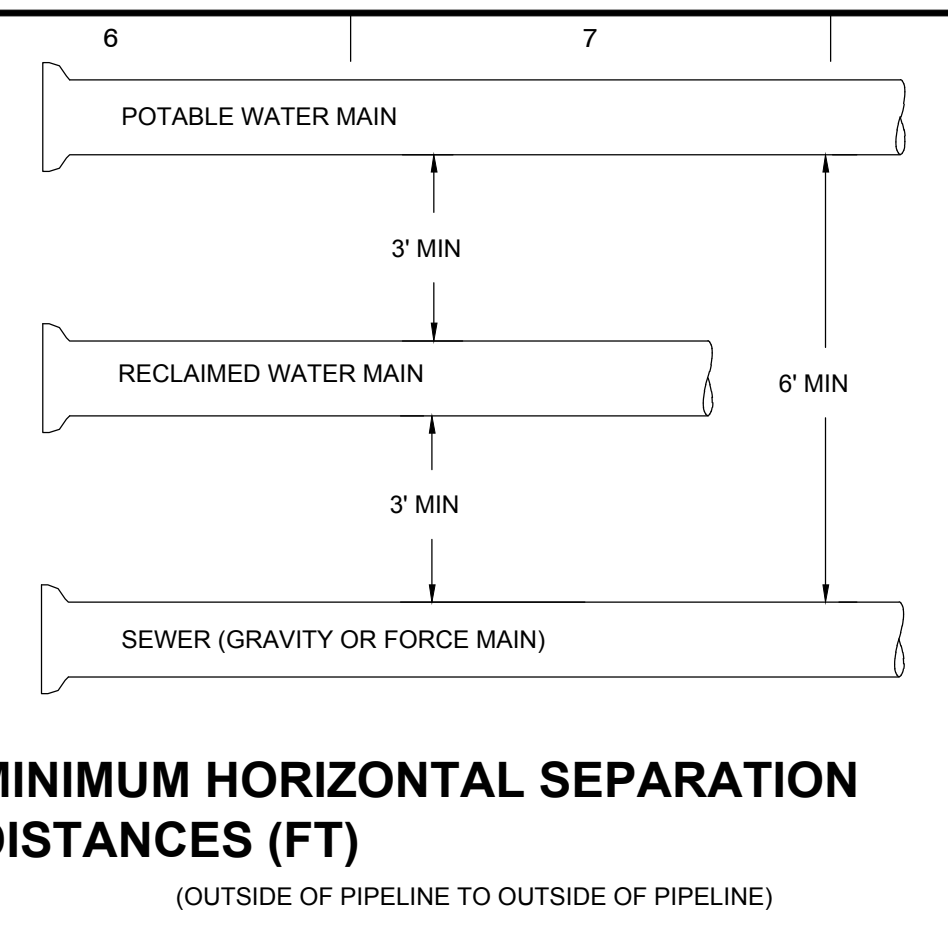 6 7
POTABLE WATER MAIN
3' MIN
RECLAIMED WATER MAIN
6' MIN
3' MIN
SEWER (GRAVITY OR FORCE MAIN)
MINIMUM HORIZONTAL SEPARATION
DISTANCES (FT)
(OUTSIDE OF PIPELINE TO OUTSIDE OF PIPELINE)